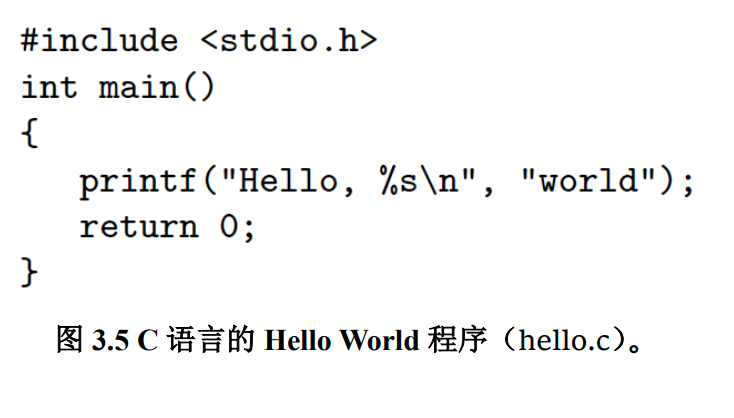 #include <stdio.h>
int main()
{
   printf("Hello, %s\n", "world");
   return 0;
}
图 3.5 C 语言的 Hello World 程序（hello.c）。